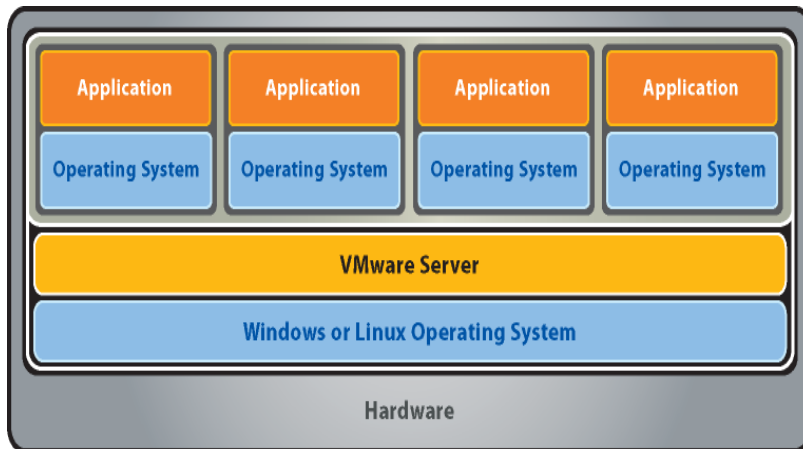 Application Application Application Application
Operating System Operating System Operating System Operating System
VMware Server
Windows or Linux Operating System
Hardware